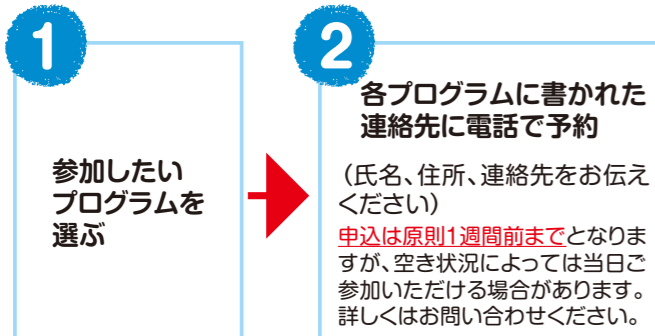 1
参加したい
プログラムを
選ぶ
2
各プログラムに書かれた
連絡先に電話で予約
（氏名、住所、連絡先をお伝え
ください）
申込は原則1週間前までとなりま
すが、空き状況によっては当日ご
参加いただける場合があります。
詳しくはお問い合わせください。